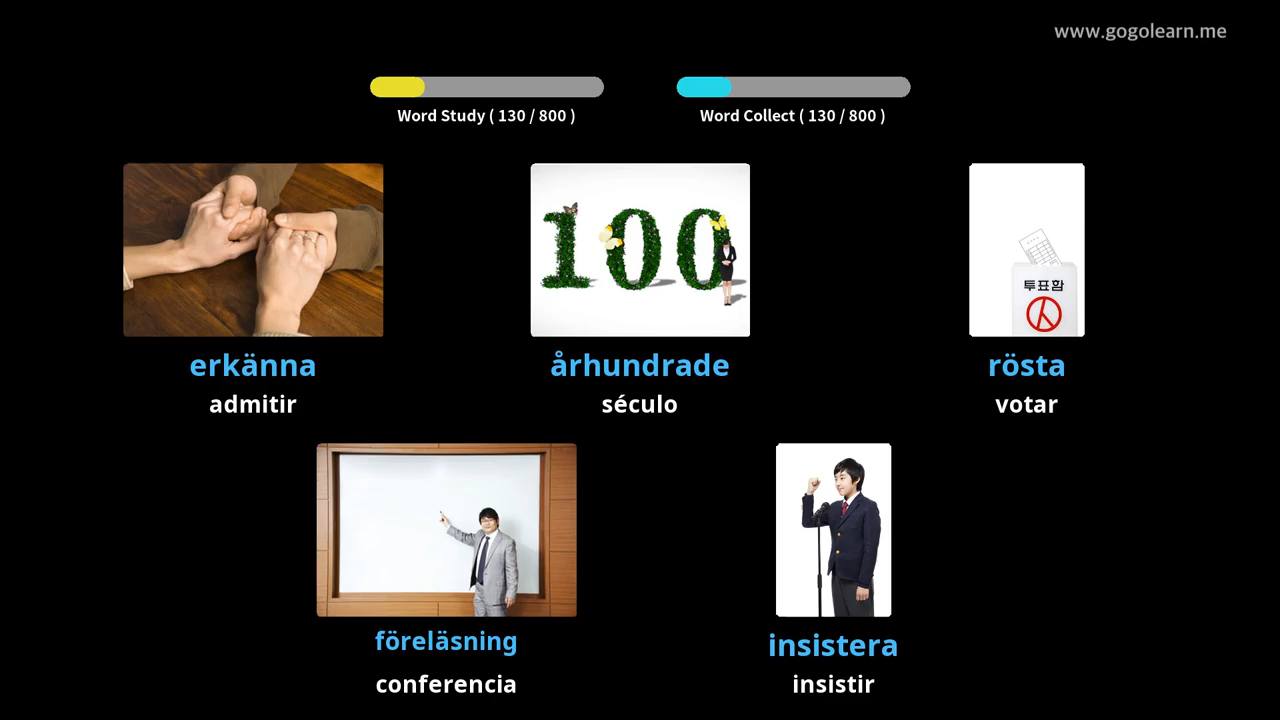 www.gogolearn.me
Word Study ( 130 / 800 )
Word Collect ( 130 / 800 )
100
투표함
erkänna
admitir
århundrade
século
rösta
votar
föreläsning
conferencia
insistera
insistir